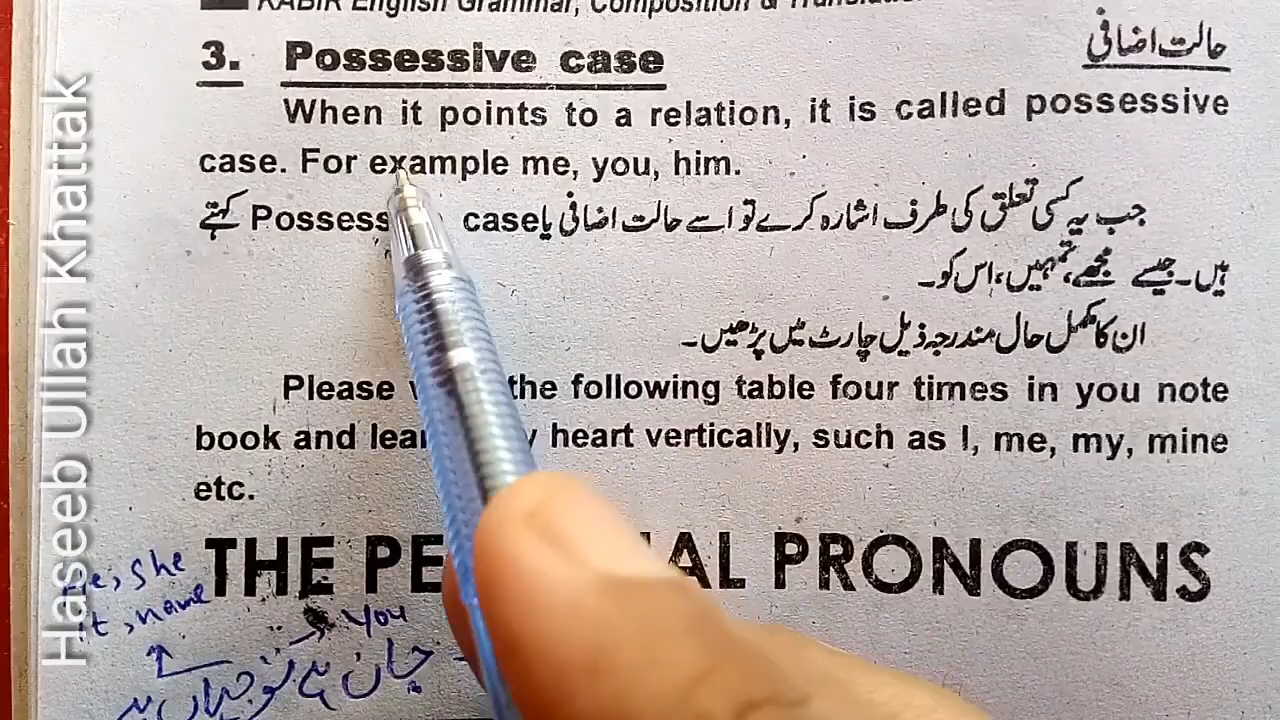 KABIR English Grammar, Composition &
3. Possessive case
حالت اضافی
When it points to a relation, it is called possessive
case. For example me, you, him.
جب یہ کسی تعلق کی طرف اشارہ کرے تو اسے حالت اضافی یا case Possess کہتے
ہیں۔ جیسے مجھے، تمہیں، اس کو۔
ان کا مکمل حال مندرجہ ذیل چارٹ میں پڑھیں۔
Please the following table four times in you note
book and heart vertically, such as I, me, my, mine
etc.
THE PRONOUNS
he, she
it, name
You
Haseeb Ullah Khattak